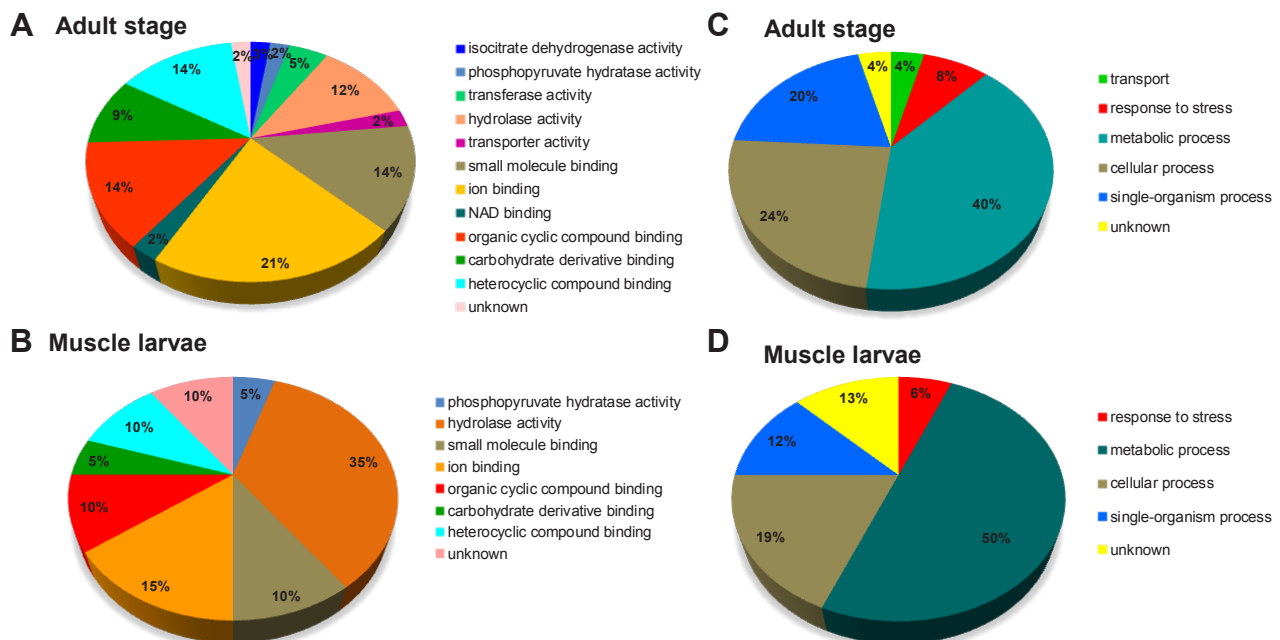 A Adult stage
2%
3%
2%
5%
12%
2%
14%
21%
2%
14%
9%
14%
isocitrate dehydrogenase activity
phosphopyruvate hydratase activity
transferase activity
hydrolase activity
transporter activity
small molecule binding
ion binding
NAD binding
organic cyclic compound binding
carbohydrate derivative binding
heterocyclic compound binding
unknown
B Muscle larvae
5%
35%
10%
15%
10%
5%
10%
10%
phosphopyruvate hydratase activity
hydrolase activity
small molecule binding
ion binding
organic cyclic compound binding
carbohydrate derivative binding
heterocyclic compound binding
unknown
C Adult stage
4%
4%
8%
40%
24%
20%
transport
response to stress
metabolic process
cellular process
single-organism process
unknown
D Muscle larvae
6%
50%
19%
12%
13%
response to stress
metabolic process
cellular process
single-organism process
unknown